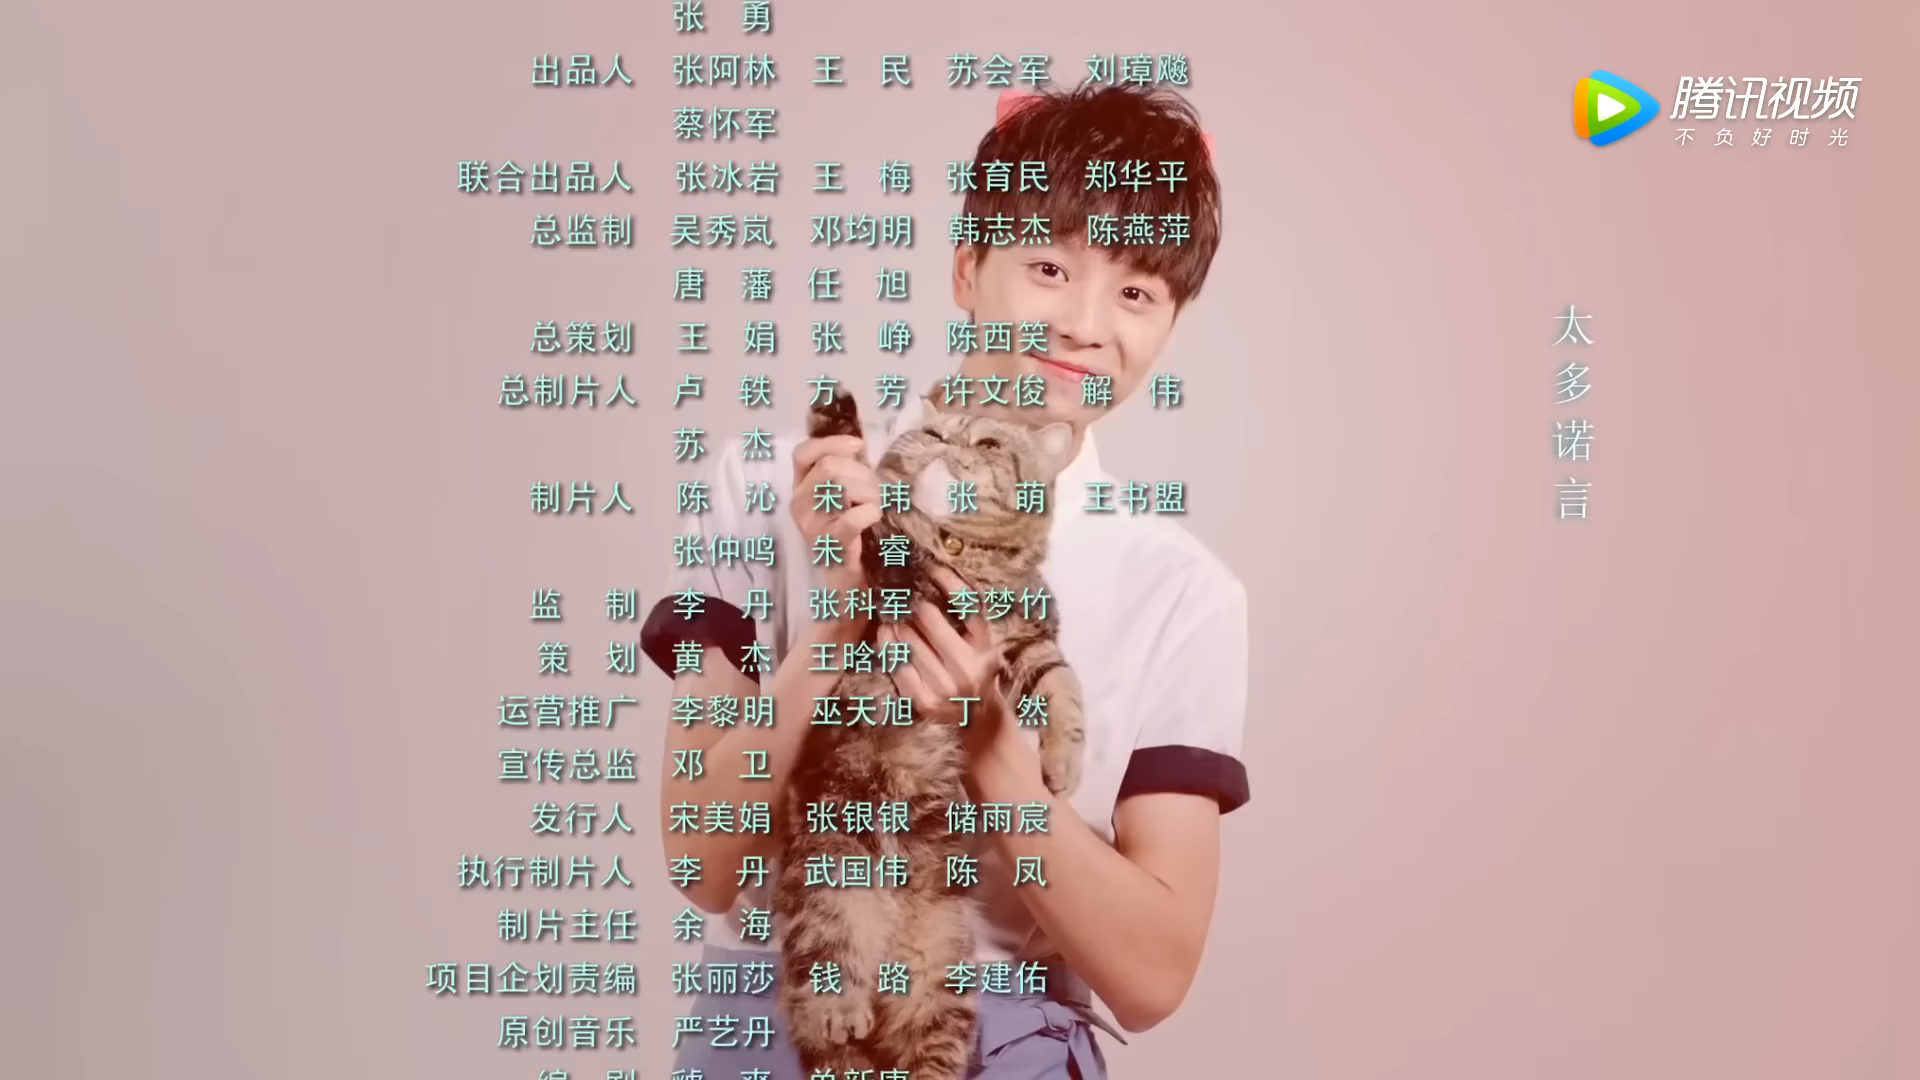 张 勇
出品人 张阿林 王 民 苏会军 刘璋飚
蔡怀军
联合出品人 张冰岩 王 梅 张育民 郑华平
总监制 吴秀岚 邓均明 韩志杰 陈燕萍
唐 藩 任 旭
总策划 王 娟 张 峥 陈西笑
总制片人 卢 轶 方 芳 许文俊 解 伟
苏 杰
制片人 陈 沁 宋 玮 张 萌 王书盟
张仲鸣 朱 睿
监 制 李 丹 张科军 李梦竹
策 划 黄 杰 王晗伊
运营推广 李黎明 巫天旭 丁 然
宣传总监 邓 卫
发行人 宋美娟 张银银 储雨宸
执行制片人 李 丹 武国伟 陈 凤
制片主任 余 海
项目企划责编 张丽莎 钱 路 李建佑
原创音乐 严艺丹
腾讯视频
不负好时光
太多诺言